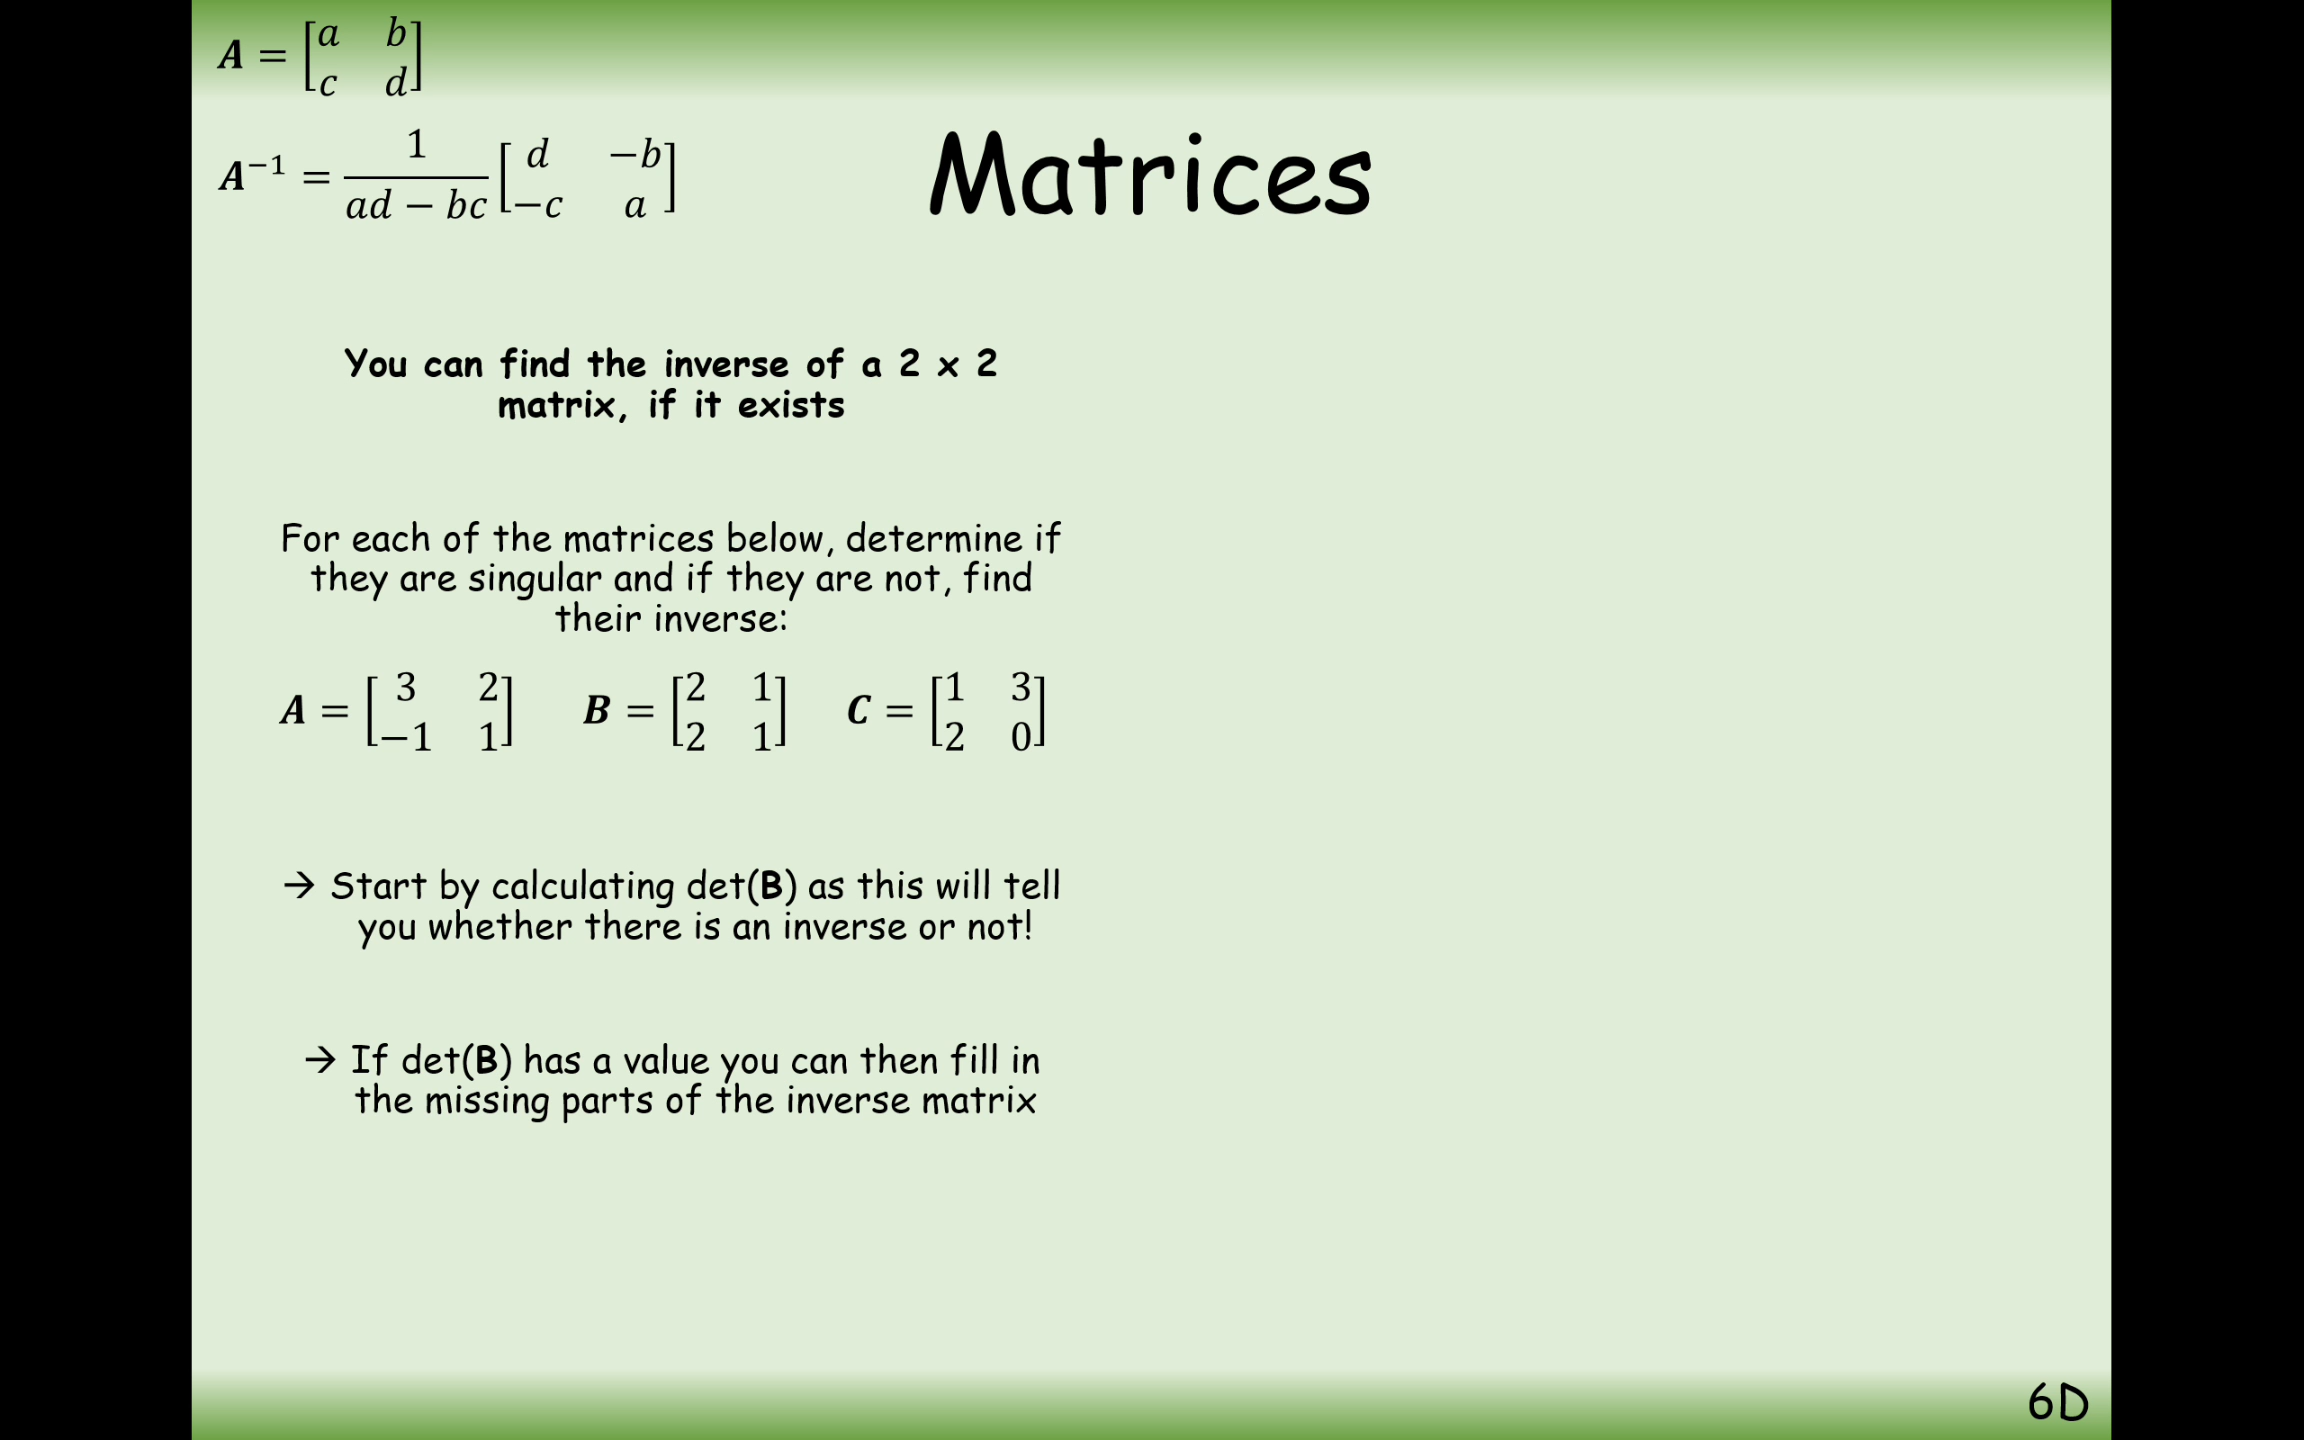 A = [a b
c d]
A⁻¹ = 1/(ad − bc) [d −b
−c a]
Matrices
You can find the inverse of a 2 x 2
matrix, if it exists
For each of the matrices below, determine if
they are singular and if they are not, find
their inverse:
A = [3 2
−1 1] B = [2 1
2 1] C = [1 3
2 0]
→ Start by calculating det(B) as this will tell
you whether there is an inverse or not!
→ If det(B) has a value you can then fill in
the missing parts of the inverse matrix
6D